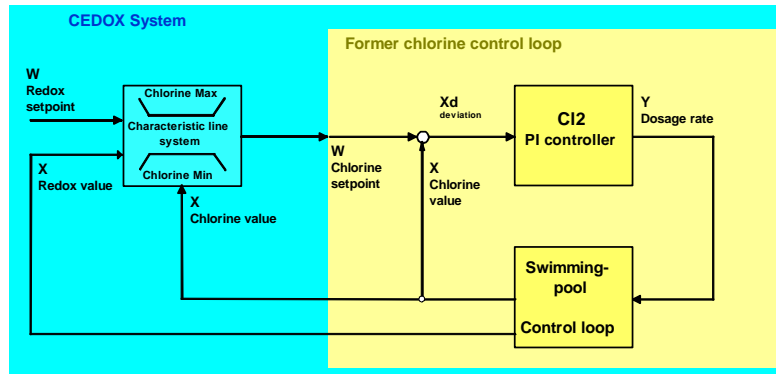 CEDOX System
Former chlorine control loop
W
Redox
setpoint
Chlorine Max
Characteristic line
system
Chlorine Min
X
Redox value
X
Chlorine value
W
Chlorine
setpoint
Xd
deviation
X
Chlorine
value
CI2
PI controller
Y
Dosage rate
Swimming-
pool
Control loop